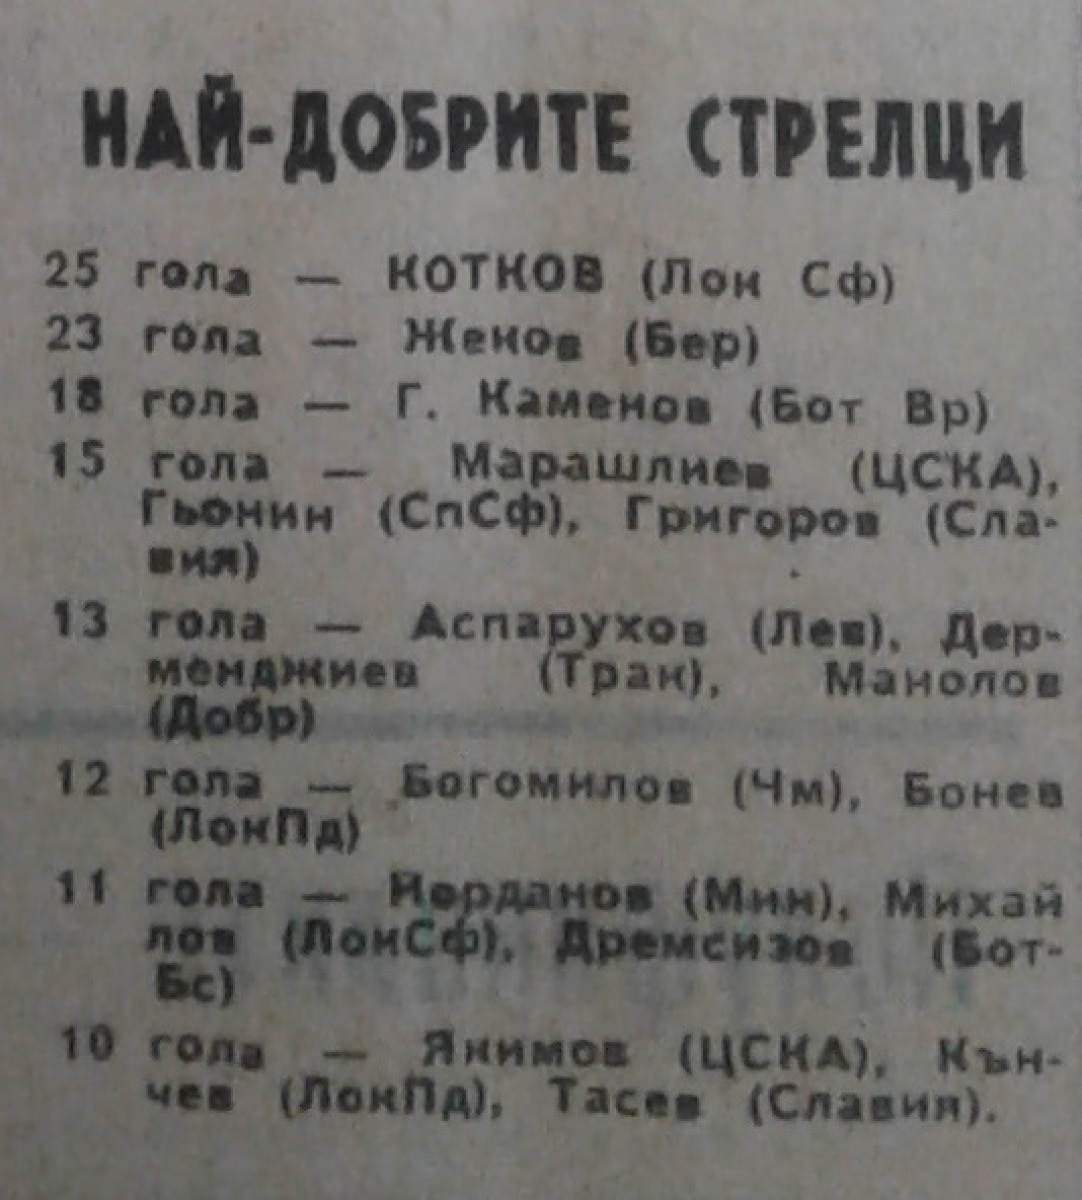 НАЙ-ДОБРИТЕ СТРЕЛЦИ
25 гола — КОТКОВ (Лок Сф)
23 гола — Жеков (Бер)
18 гола — Г. Каменов (Бот Вр)
15 гола — Марашлиев (ЦСКА),
Гьонин (СпСф), Григоров (Сла-
вия)
13 гола — Аспарухов (Лев), Дер-
менджиев (Трак), Манолов
(Добр)
12 гола — Богомилов (Чм), Бонев
(ЛокПд)
11 гола — Йорданов (Мин), Михай
лов (ЛокСф), Дремсизов (Бот-
Бс)
10 гола — Якимов (ЦСКА), Кън-
чев (ЛокПд), Тасев (Славия).